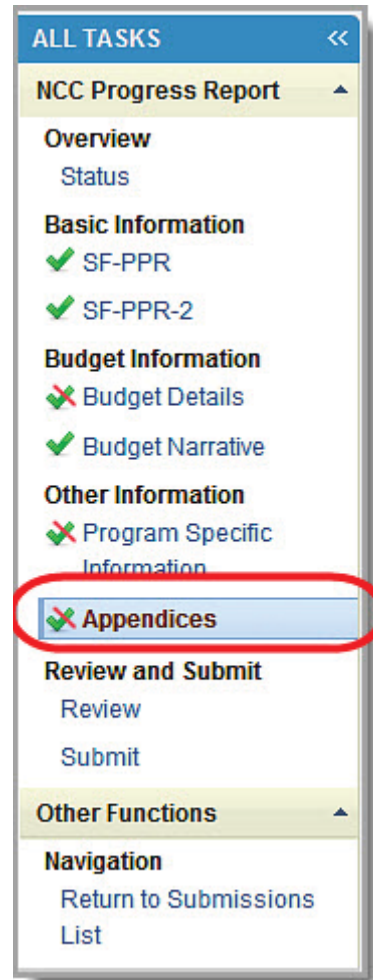 ALL TASKS
NCC Progress Report
Overview
Status
Basic Information
SF-PPR
SF-PPR-2
Budget Information
Budget Details
Budget Narrative
Other Information
Program Specific
Information
Appendices
Review and Submit
Review
Submit
Other Functions
Navigation
Return to Submissions
List